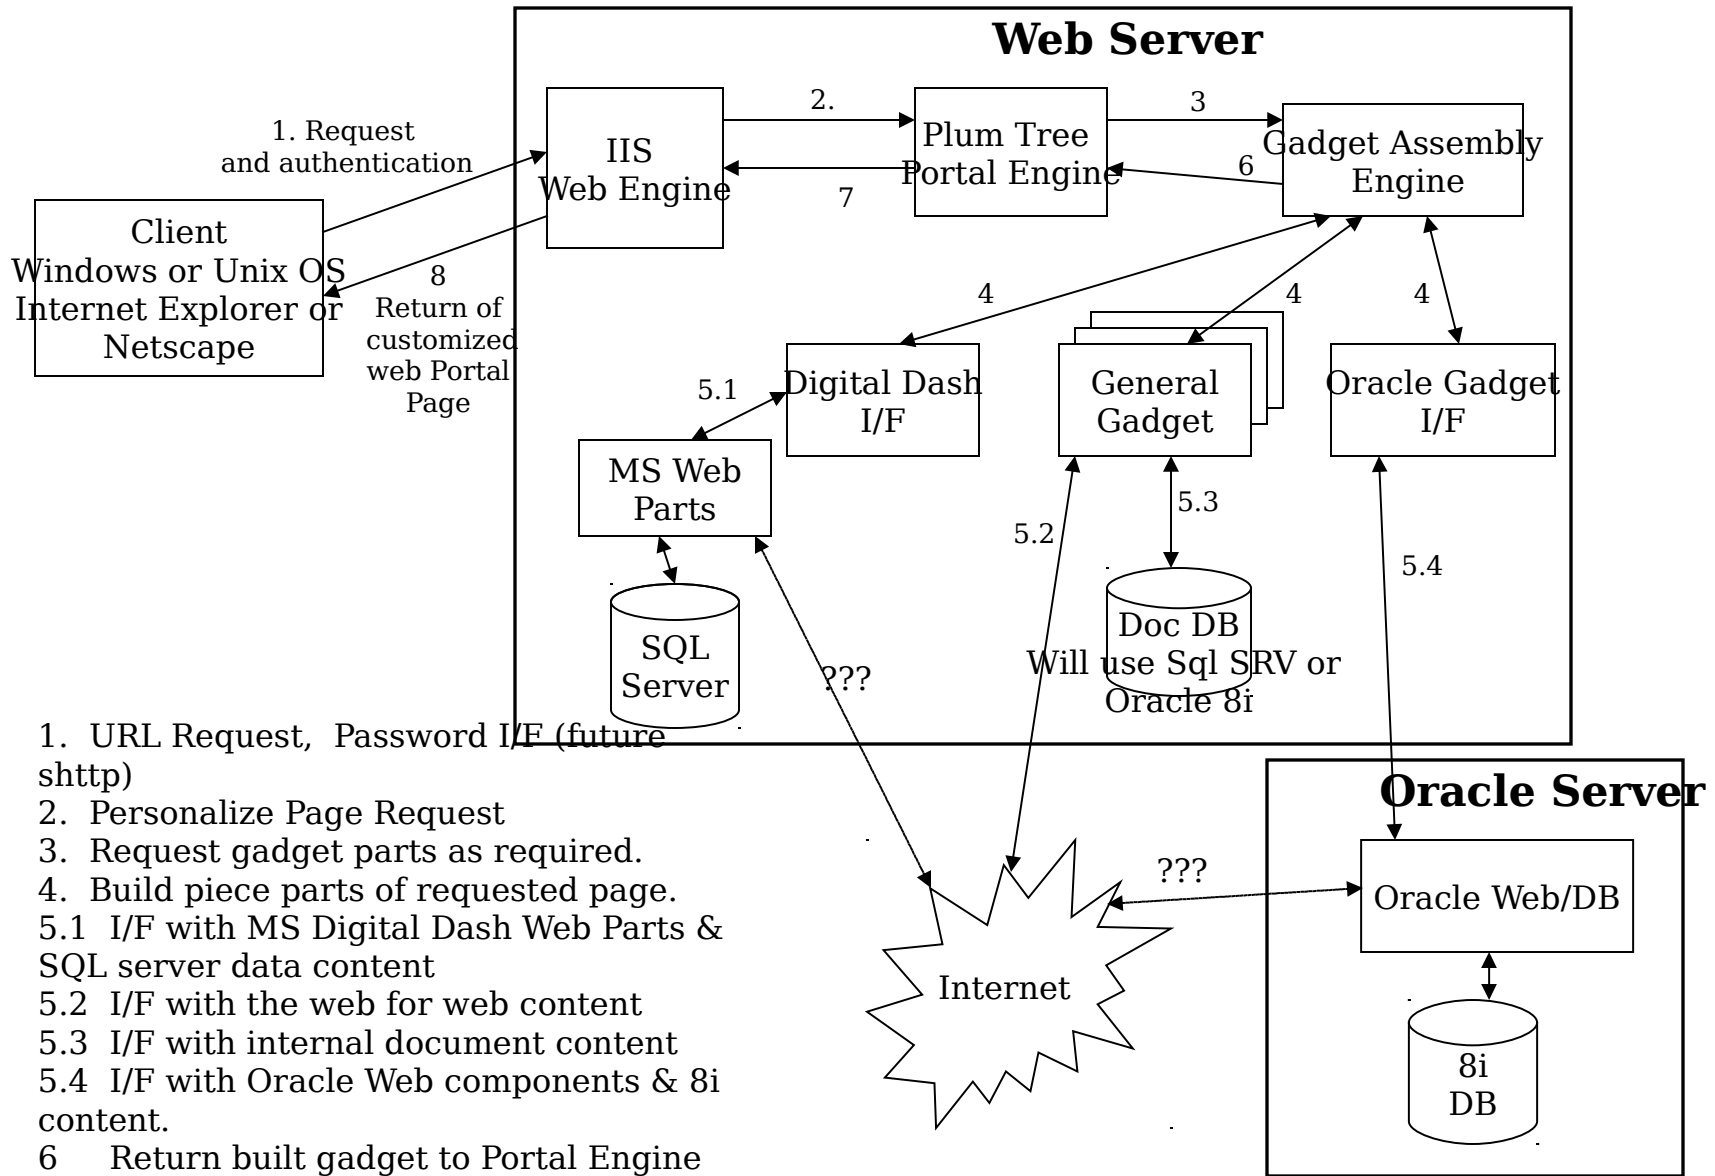 Web Server
1. Request
and authentication
2.
3
6
7
IIS
Web Engine
Plum Tree
Portal Engine
Gadget Assembly
Engine
Client
Windows or Unix OS
Internet Explorer or
Netscape
8
Return of
customized
web Portal
Page
4
4
4
5.1
Digital Dash
I/F
General
Gadget
Oracle Gadget
I/F
MS Web
Parts
5.2
5.3
5.4
SQL
Server
???
Doc DB
Will use Sql SRV or
Oracle 8i
1.  URL Request,  Password I/F (future
shttp)
2.  Personalize Page Request
3.  Request gadget parts as required.
4.  Build piece parts of requested page.
5.1  I/F with MS Digital Dash Web Parts &
SQL server data content
5.2  I/F with the web for web content
5.3  I/F with internal document content
5.4  I/F with Oracle Web components & 8i
content.
6     Return built gadget to Portal Engine
Oracle Server
???
Oracle Web/DB
Internet
8i
DB